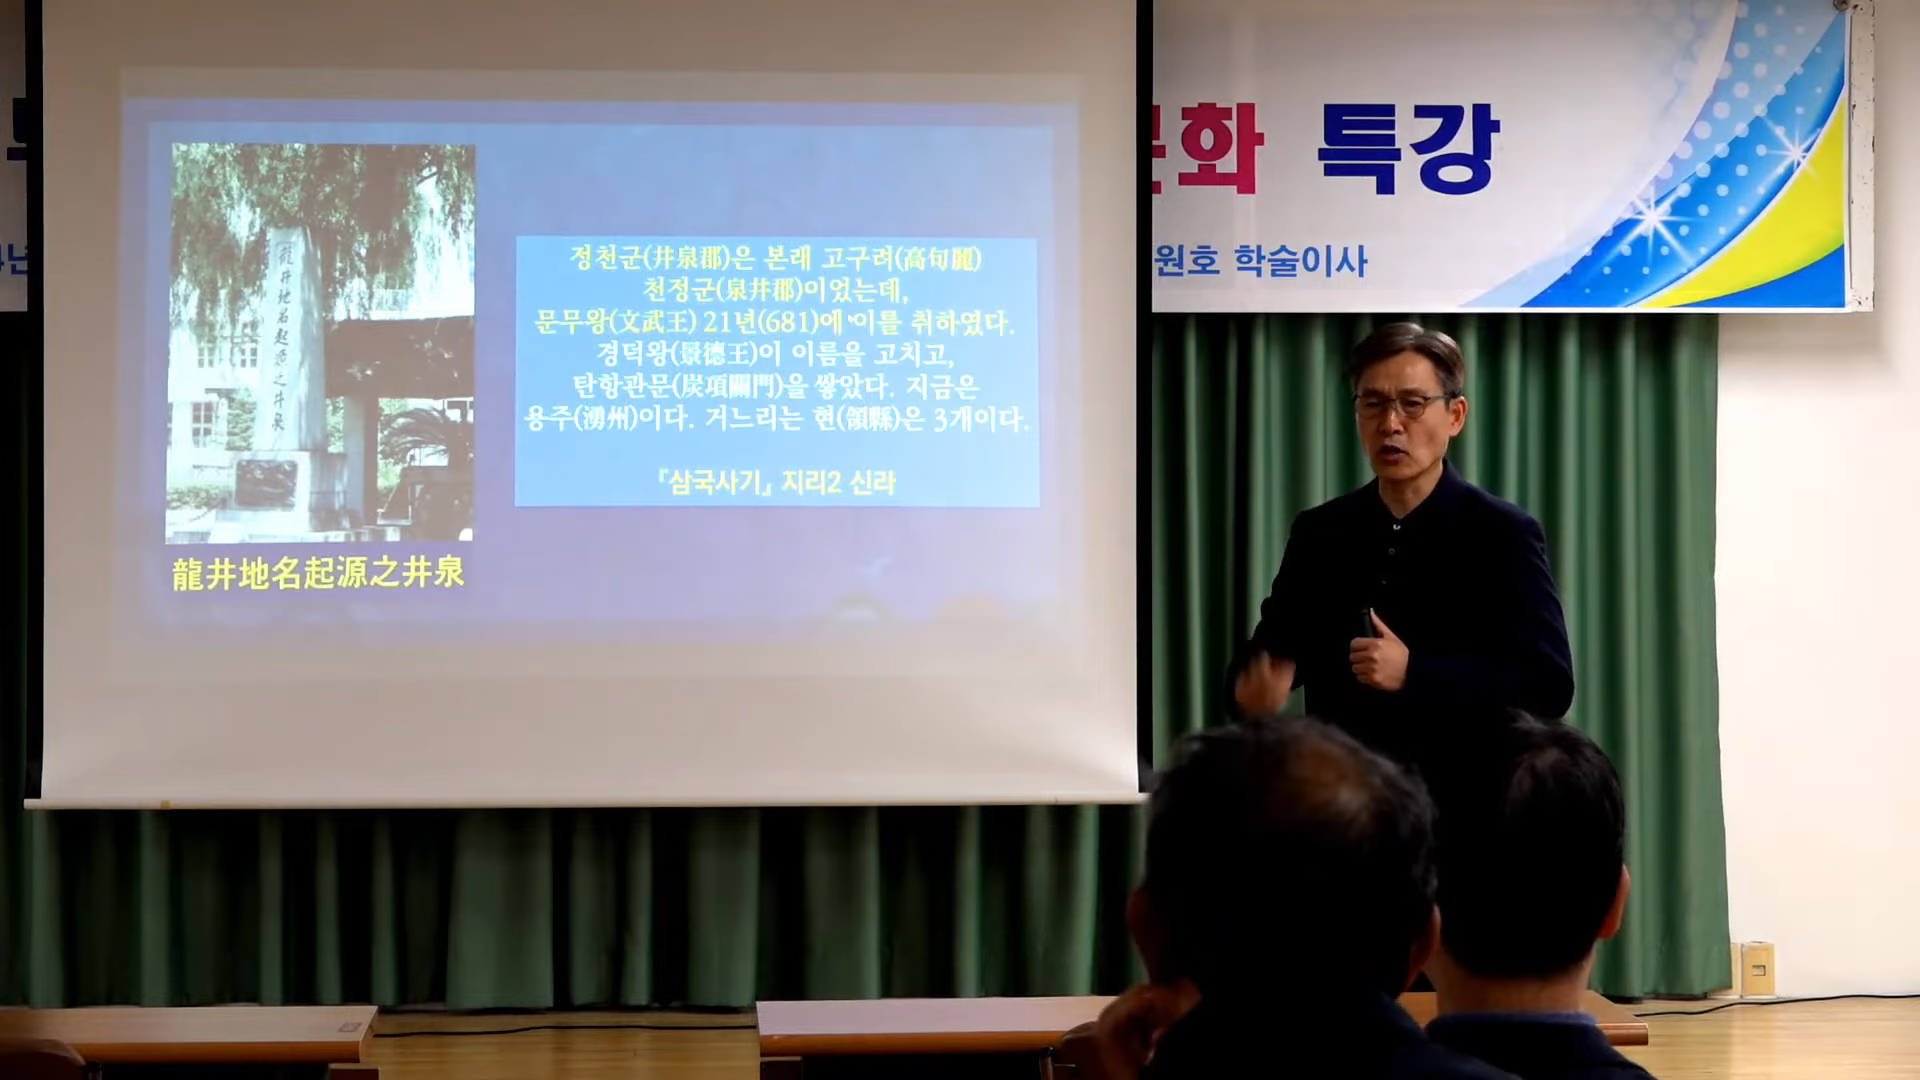 화 특강
원호 학술이사
龍井地名起源之井泉
정천군(井泉郡)은 본래 고구려(高句麗)
천정군(泉井郡)이었는데,
문무왕(文武王) 21년(681)에 이를 취하였다.
경덕왕(景德王)이 이름을 고치고,
탄항관문(炭項關門)을 쌓았다. 지금은
용주(湧州)이다. 거느리는 현(領縣)은 3개이다.
『삼국사기』 지리2 신라
龍井地名起源之井泉